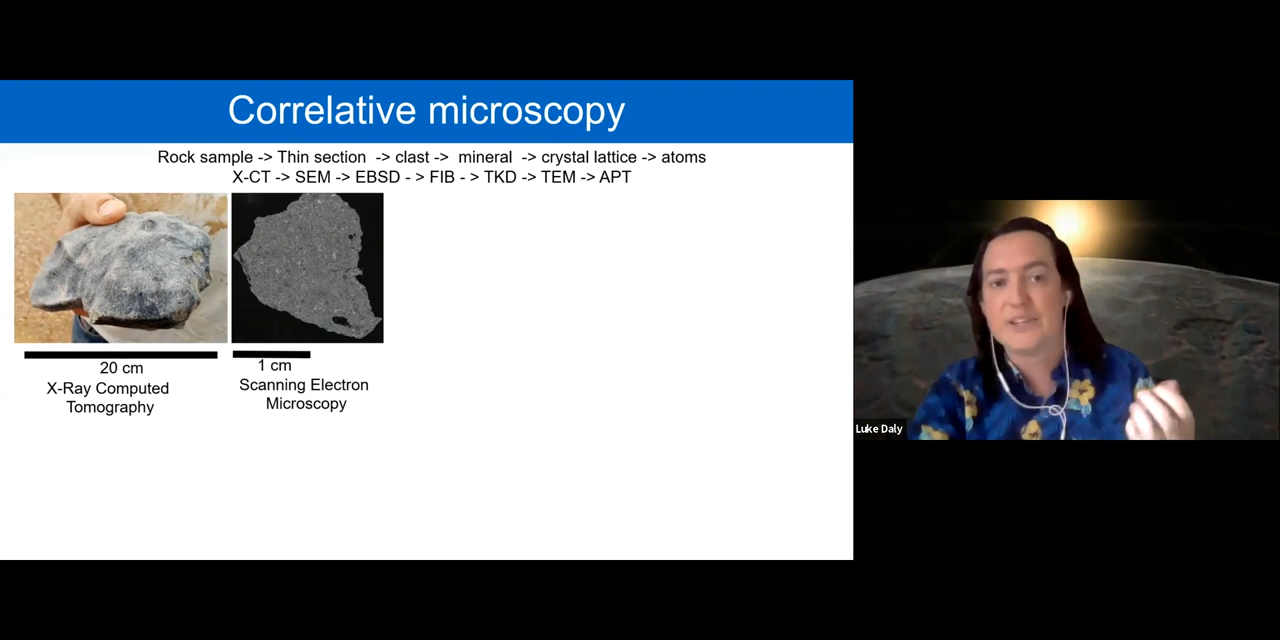 Correlative microscopy
Rock sample -> Thin section -> clast -> mineral -> crystal lattice -> atoms
X-CT -> SEM -> EBSD - > FIB - > TKD -> TEM -> APT
20 cm
X-Ray Computed
Tomography
1 cm
Scanning Electron
Microscopy
Luke Daly